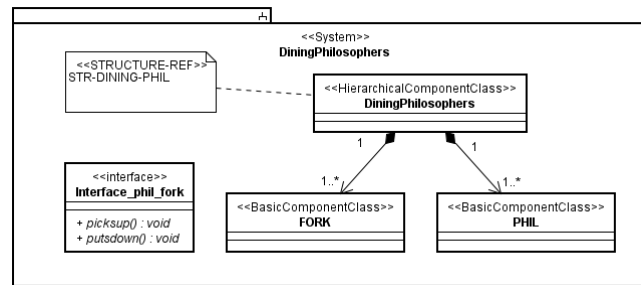 <<System>>
DiningPhilosophers
<<STRUCTURE-REF>>
STR-DINING-PHIL
<<HierarchicalComponentClass>>
DiningPhilosophers
1
1
1..*
1..*
<<interface>>
Interface_phil_fork
+ picksup() : void
+ putsdown() : void
<<BasicComponentClass>>
FORK
<<BasicComponentClass>>
PHIL